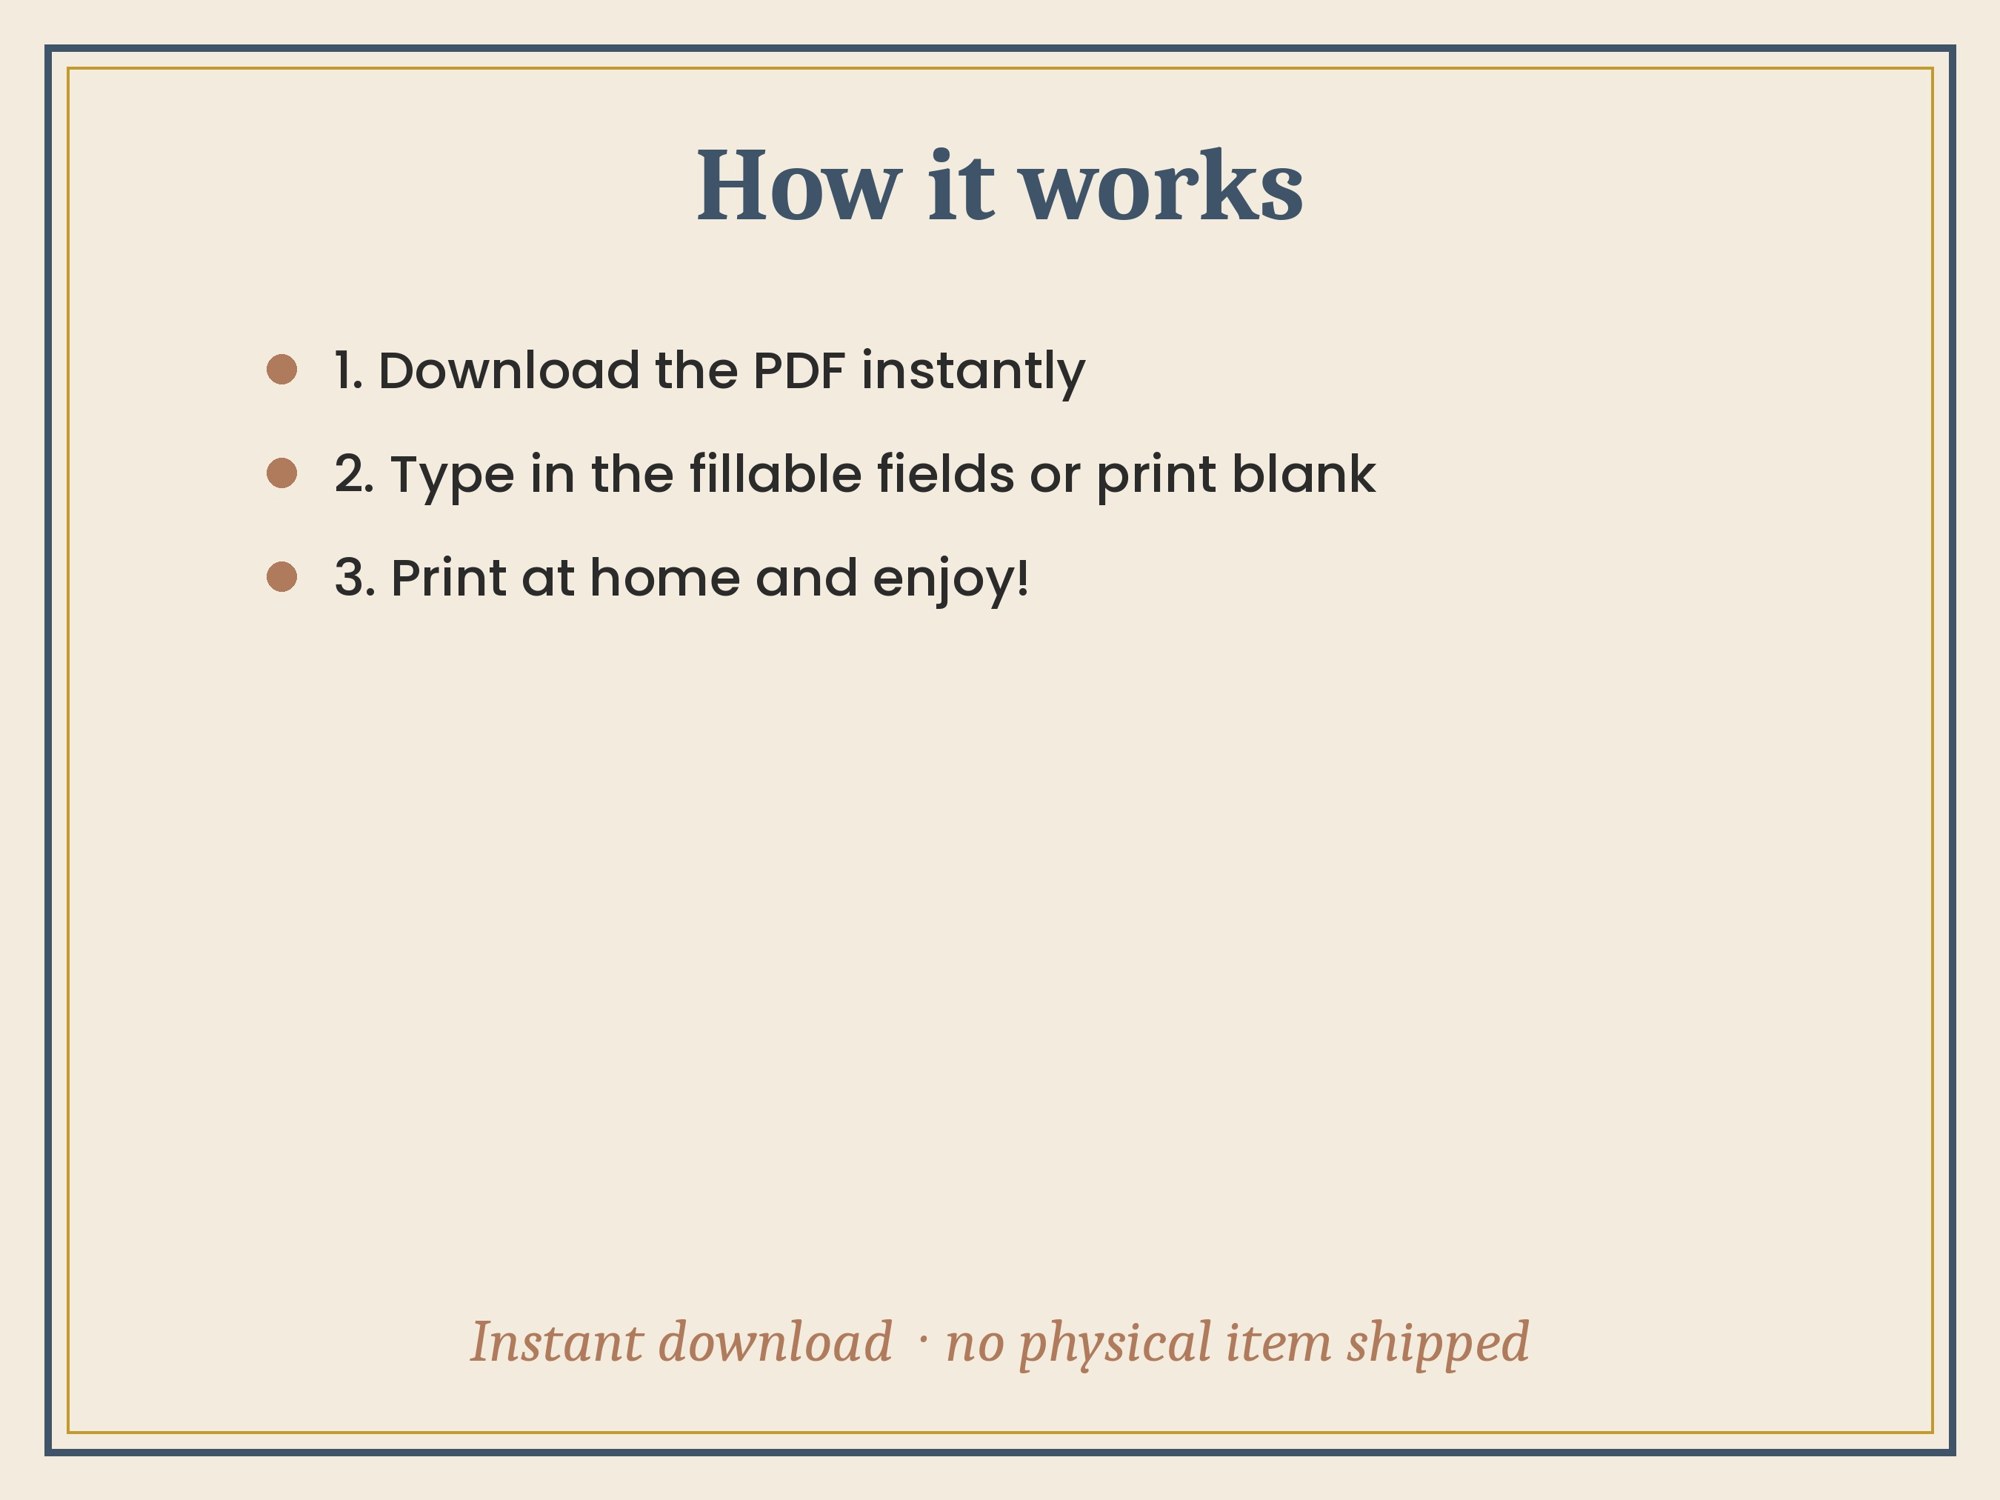 How it works
1. Download the PDF instantly
2. Type in the fillable fields or print blank
3. Print at home and enjoy!
Instant download · no physical item shipped